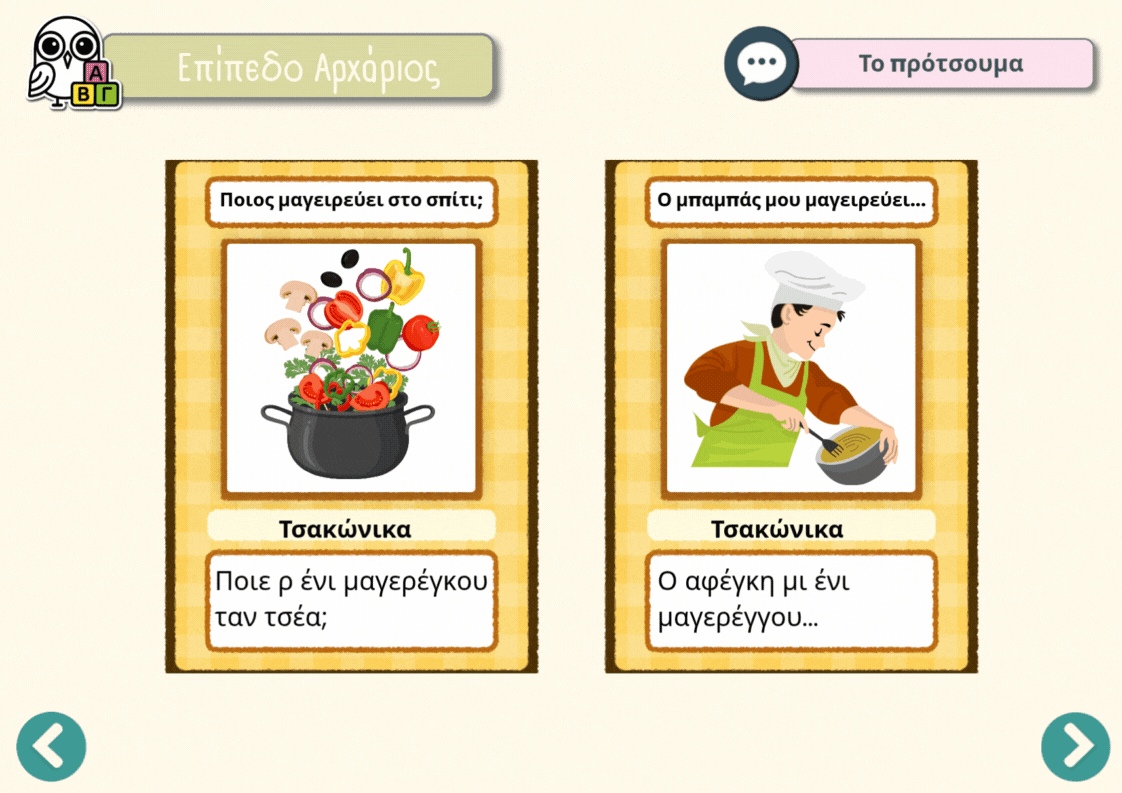 Επίπεδο Αρχάριος
Α
Β Γ
Το πρότσουμα
Ποιος μαγειρεύει στο σπίτι;
Τσακώνικα
Ποιε ρ ένι μαγερέγκου
ταν τσέα;
Ο μπαμπάς μου μαγειρεύει...
Τσακώνικα
Ο αφέγκη μι ένι
μαγερέγγου...